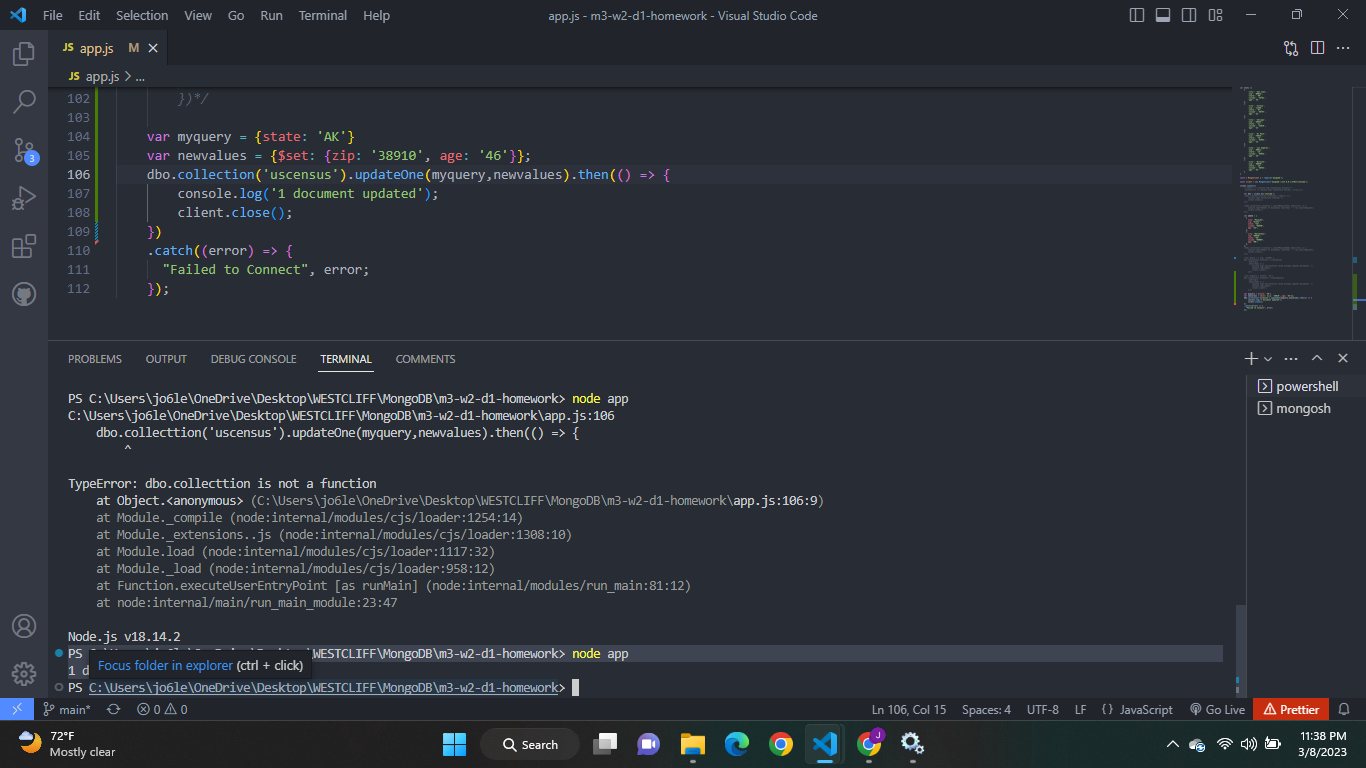 File Edit Selection View Go Run Terminal Help app.js - m3-w2-d1-homework - Visual Studio Code
JS app.js M
JS app.js > ...
102 })*/
103
104 var myquery = {state: 'AK'}
105 var newvalues = {$set: {zip: '38910', age: '46'}};
106 dbo.collection('uscensus').updateOne(myquery,newvalues).then(() => {
107 console.log('1 document updated');
108 client.close();
109 })
110 .catch((error) => {
111 "Failed to Connect", error;
112 });
3
PROBLEMS OUTPUT DEBUG CONSOLE TERMINAL COMMENTS
powershell
mongosh
PS C:\Users\jo6le\OneDrive\Desktop\WESTCLIFF\MongoDB\m3-w2-d1-homework> node app
C:\Users\jo6le\OneDrive\Desktop\WESTCLIFF\MongoDB\m3-w2-d1-homework\app.js:106
dbo.collecttion('uscensus').updateOne(myquery,newvalues).then(() => {
^
TypeError: dbo.collecttion is not a function
at Object.<anonymous> (C:\Users\jo6le\OneDrive\Desktop\WESTCLIFF\MongoDB\m3-w2-d1-homework\app.js:106:9)
at Module._compile (node:internal/modules/cjs/loader:1254:14)
at Module._extensions..js (node:internal/modules/cjs/loader:1308:10)
at Module.load (node:internal/modules/cjs/loader:1117:32)
at Module._load (node:internal/modules/cjs/loader:958:12)
at Function.executeUserEntryPoint [as runMain] (node:internal/modules/run_main:81:12)
at node:internal/main/run_main_module:23:47
Node.js v18.14.2
PS \WESTCLIFF\MongoDB\m3-w2-d1-homework> node app
1 d
Focus folder in explorer (ctrl + click)
PS C:\Users\jo6le\OneDrive\Desktop\WESTCLIFF\MongoDB\m3-w2-d1-homework>
main* 0 0 Ln 106, Col 15 Spaces: 4 UTF-8 LF {} JavaScript Go Live Prettier
72°F
Mostly clear
Search
J
11:38 PM
3/8/2023